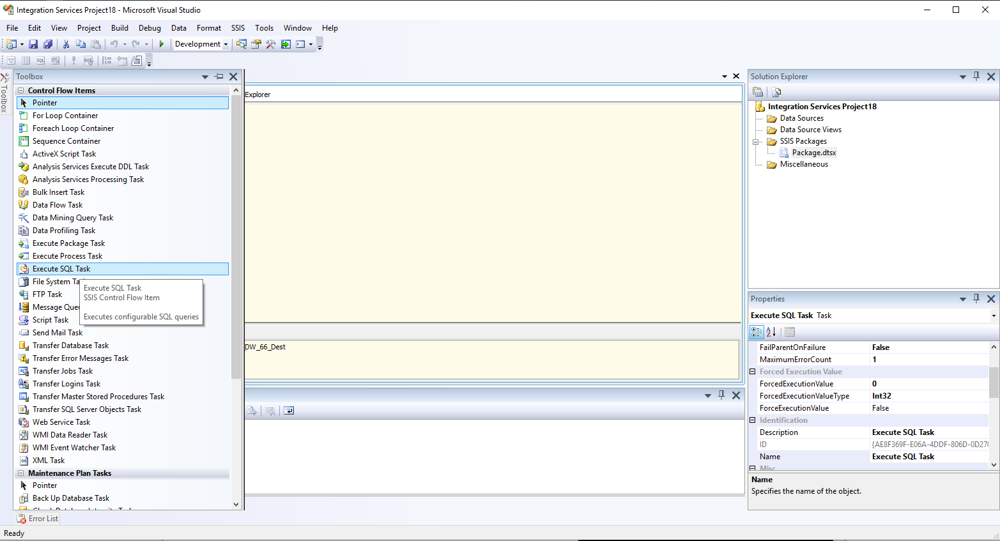 Integration Services Project18 - Microsoft Visual Studio
File Edit View Project Build Debug Data Format SSIS Tools Window Help
Development
Toolbox
Toolbox
Control Flow Items
Pointer
For Loop Container
Foreach Loop Container
Sequence Container
ActiveX Script Task
Analysis Services Execute DDL Task
Analysis Services Processing Task
Bulk Insert Task
Data Flow Task
Data Mining Query Task
Data Profiling Task
Execute Package Task
Execute Process Task
Execute SQL Task
File System
FTP Task
Message
Script Task
Send Mail Task
Transfer Database Task
Transfer Error Messages Task
Transfer Jobs Task
Transfer Logins Task
Transfer Master Stored Procedures Task
Transfer SQL Server Objects Task
Web Service Task
WMI Data Reader Task
WMI Event Watcher Task
XML Task
Maintenance Plan Tasks
Pointer
Back Up Database Task
Execute SQL Task
SSIS Control Flow Item
Executes configurable SQL queries
Explorer
DW_66_Dest
Solution Explorer
Integration Services Project18
Data Sources
Data Source Views
SSIS Packages
Package.dtsx
Miscellaneous
Properties
Execute SQL Task Task
FailParentOnFailure False
MaximumErrorCount 1
Forced Execution Value
ForcedExecutionValue 0
ForcedExecutionValueType Int32
ForceExecutionValue False
Identification
Description Execute SQL Task
ID {AE8F369F-E06A-4DDF-806D-0D270
Name Execute SQL Task
Misc
Name
Specifies the name of the object.
Error List
Ready